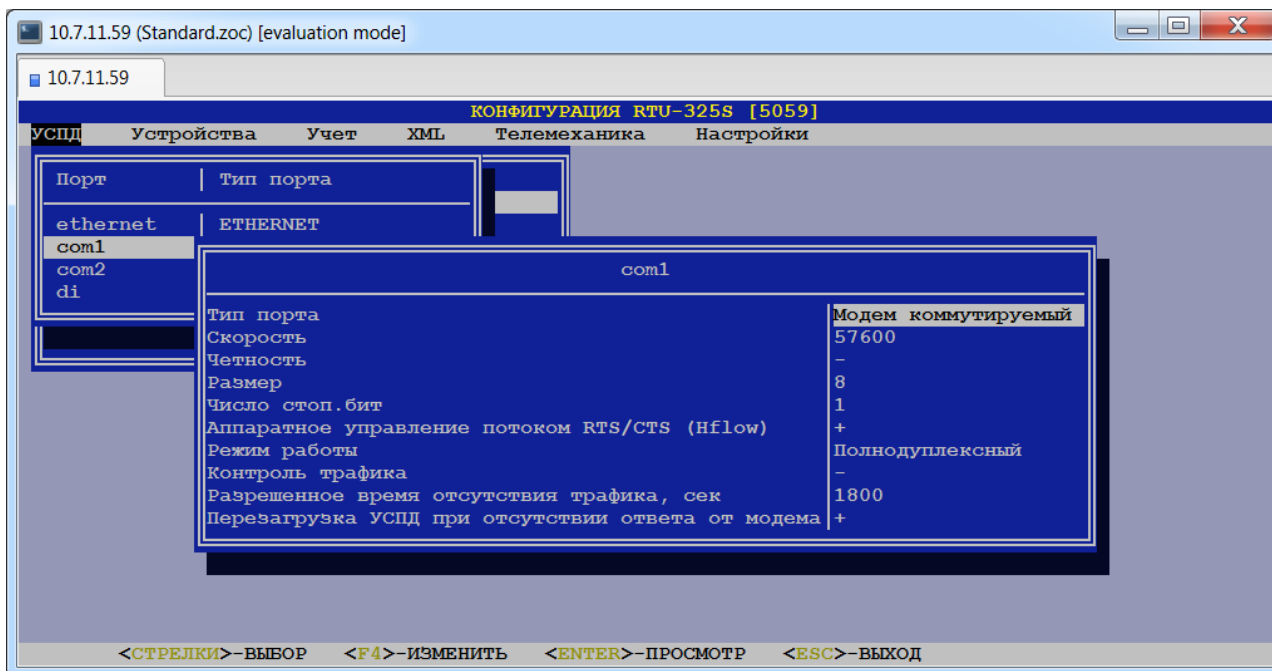 10.7.11.59 (Standard.zoc) [evaluation mode]
10.7.11.59
КОНФИГУРАЦИЯ RTU-325S [5059]
УСПД Устройства Учет XML Телемеханика Настройки
Порт Тип порта
ethernet ETHERNET
com1
com2
di
com1
Тип порта Модем коммутируемый
Скорость 57600
Четность -
Размер 8
Число стоп.бит 1
Аппаратное управление потоком RTS/CTS (Hflow) +
Режим работы Полнодуплексный
Контроль трафика -
Разрешенное время отсутствия трафика, сек 1800
Перезагрузка УСПД при отсутствии ответа от модема +
<СТРЕЛКИ>-ВЫБОР <F4>-ИЗМЕНИТЬ <ENTER>-ПРОСМОТР <ESC>-ВЫХОД